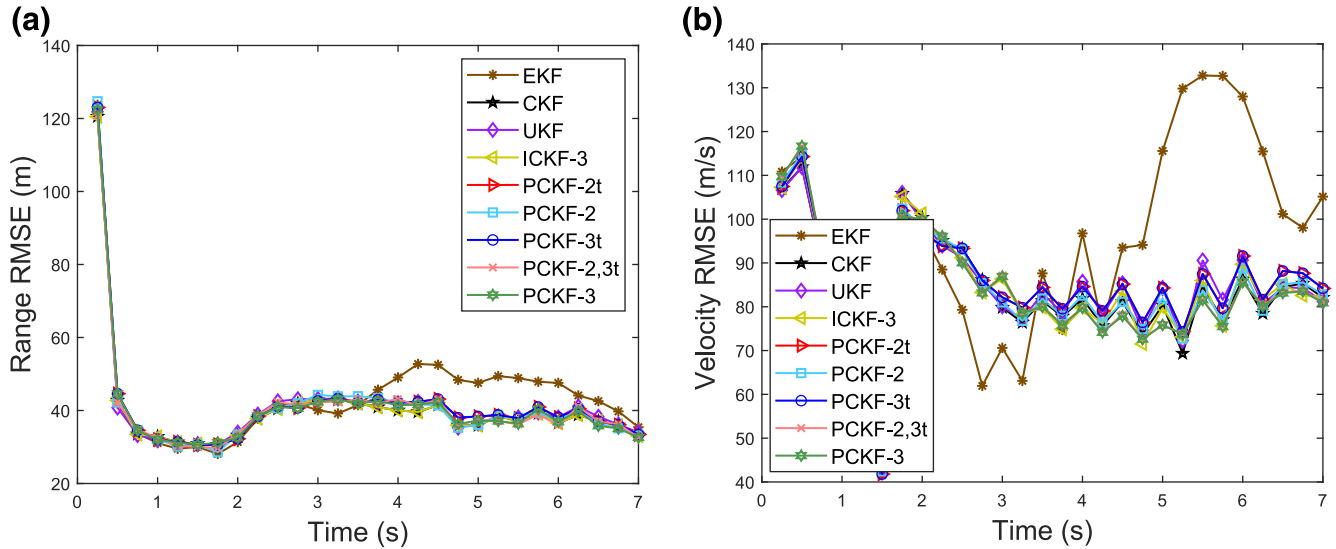 (a)
140
120
100
80
60
40
20
0
1
2
3
4
5
6
7
Range RMSE (m)
Time (s)
EKF
CKF
UKF
ICKF-3
PCKF-2t
PCKF-2
PCKF-3t
PCKF-2,3t
PCKF-3
(b)
140
130
120
110
100
90
80
70
60
50
40
0
1
2
3
4
5
6
7
Velocity RMSE (m/s)
Time (s)
EKF
CKF
UKF
ICKF-3
PCKF-2t
PCKF-2
PCKF-3t
PCKF-2,3t
PCKF-3